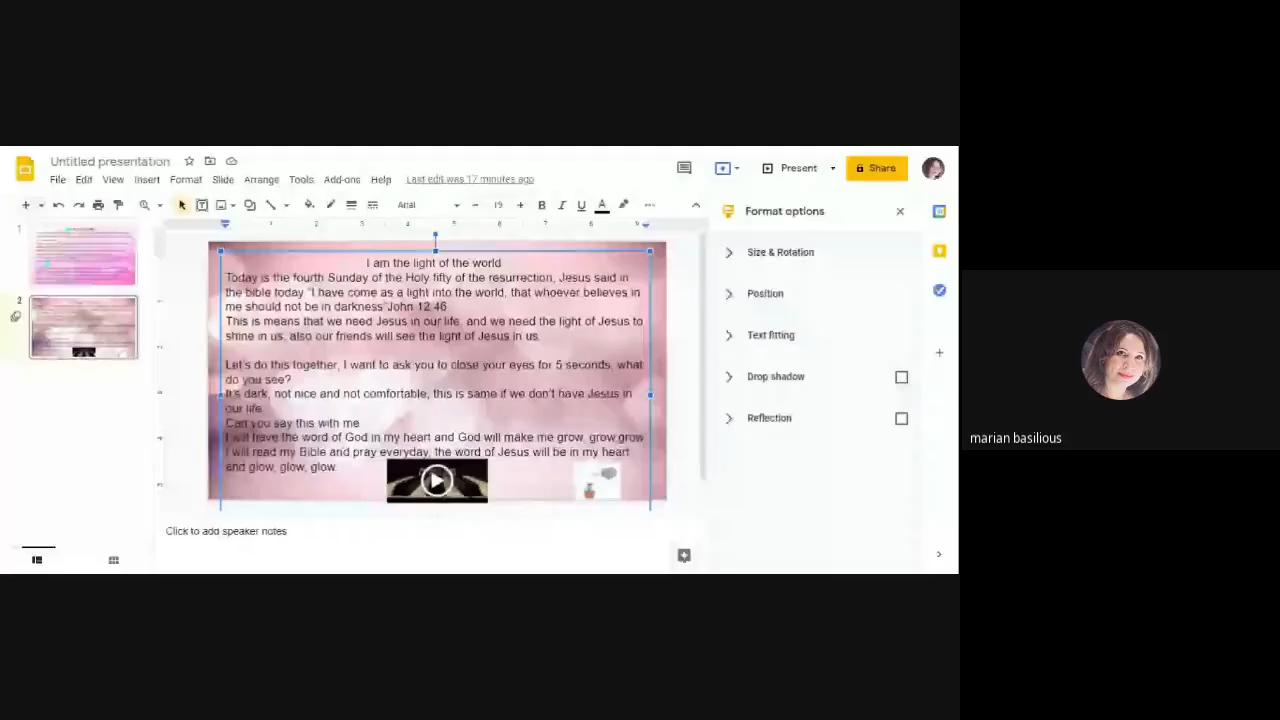 Untitled presentation
File Edit View Insert Format Slide Arrange Tools Add-ons Help Last edit was 17 minutes ago
Present
Share
Arial
19
Format options
Size & Rotation
Position
Text fitting
Drop shadow
Reflection
1
2
I am the light of the world
Today is the fourth Sunday of the Holy fifty of the resurrection, Jesus said in
the bible today "I have come as a light into the world, that whoever believes in
me should not be in darkness"John 12:46
This is means that we need Jesus in our life, and we need the light of Jesus to
shine in us, also our friends will see the light of Jesus in us.
Let's do this together, I want to ask you to close your eyes for 5 seconds, what
do you see?
It's dark, not nice and not comfortable, this is same if we don't have Jesus in
our life.
Can you say this with me
I will have the word of God in my heart and God will make me grow, grow,grow
I will read my Bible and pray everyday, the word of Jesus will be in my heart
and glow, glow, glow.
Click to add speaker notes
marian basilious